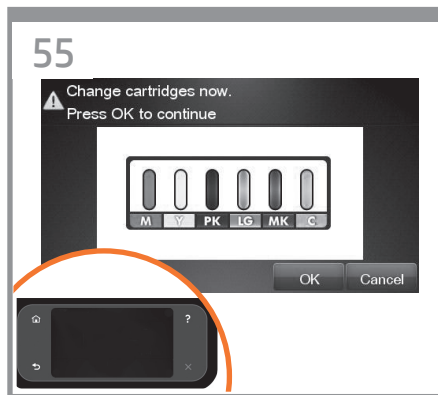 55
Change cartridges now.
Press OK to continue
M Y PK LG MK C
OK Cancel
?